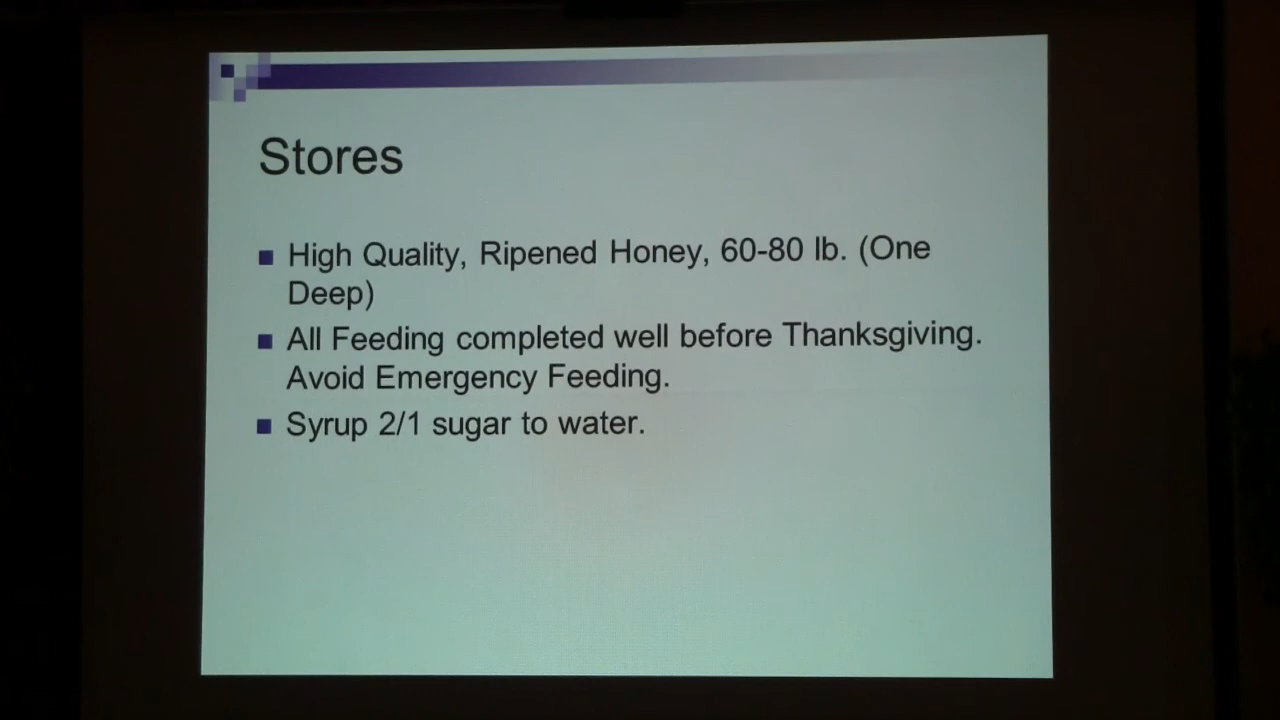 Stores
High Quality, Ripened Honey, 60-80 lb. (One
Deep)
All Feeding completed well before Thanksgiving.
Avoid Emergency Feeding.
Syrup 2/1 sugar to water.